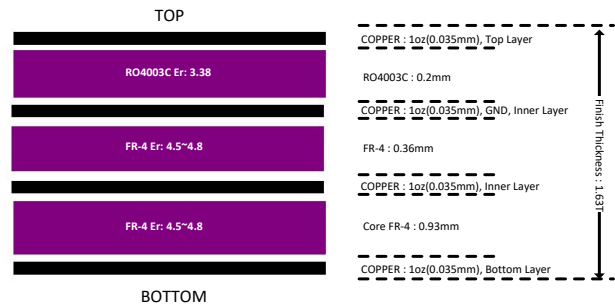 TOP
COPPER : 1oz(0.035mm), Top Layer
RO4003C Er: 3.38
RO4003C : 0.2mm
COPPER : 1oz(0.035mm), GND, Inner Layer
FR-4 Er: 4.5~4.8
FR-4 : 0.36mm
COPPER : 1oz(0.035mm), Inner Layer
FR-4 Er: 4.5~4.8
Core FR-4 : 0.93mm
COPPER : 1oz(0.035mm), Bottom Layer
BOTTOM
Finish Thickness : 1.63T